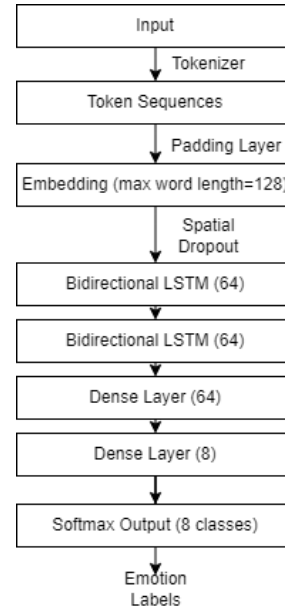 Input
Tokenizer
Token Sequences
Padding Layer
Embedding (max word length=128)
Spatial
Dropout
Bidirectional LSTM (64)
Bidirectional LSTM (64)
Dense Layer (64)
Dense Layer (8)
Softmax Output (8 classes)
Emotion
Labels